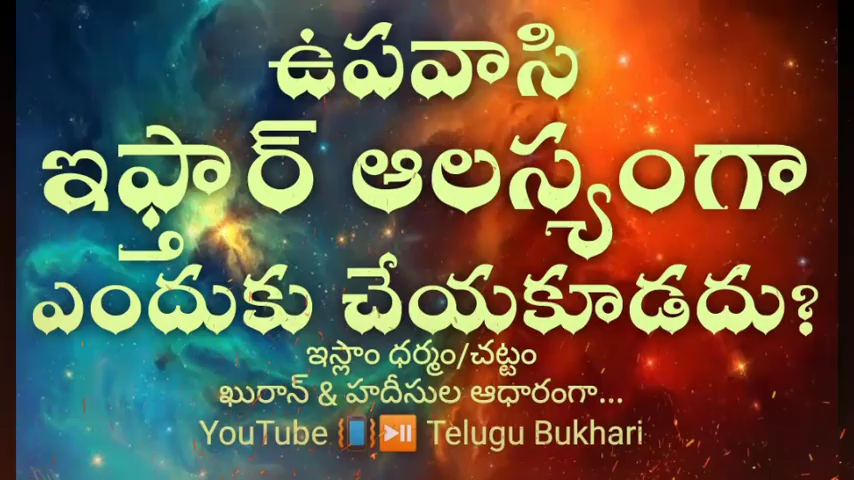 ఉపవాసి
ఇఫ్తార్ ఆలస్యంగా
ఎందుకు చేయకూడదు?
ఇస్లాం ధర్మం/చట్టం
ఖురాన్ & హదీసుల ఆధారంగా...
YouTube 📳⏯ Telugu Bukhari